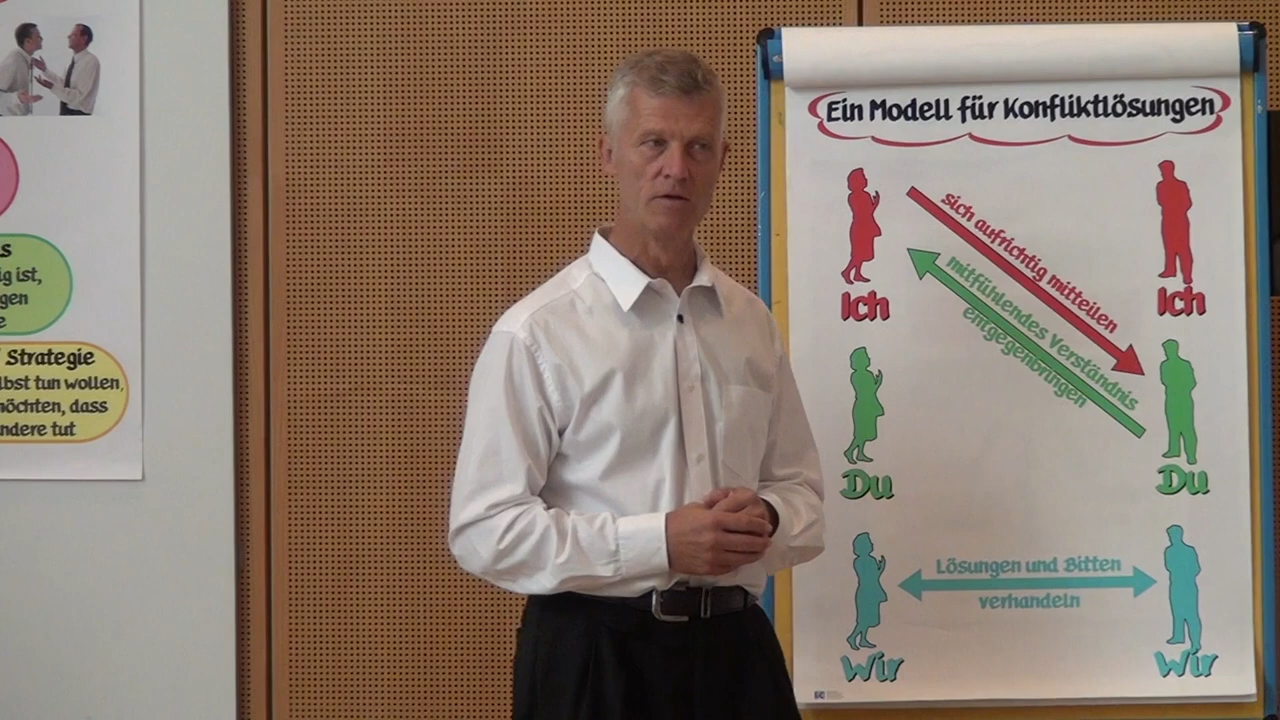 s
ig ist,
gen
e
Strategie
lbst tun wollen,
möchten, dass
ndere tut
Ein Modell für Konfliktlösungen
sich aufrichtig mitteilen
mitfühlendes Verständnis
entgegenbringen
Ich
Ich
Du
Du
Lösungen und Bitten
verhandeln
Wir
Wir